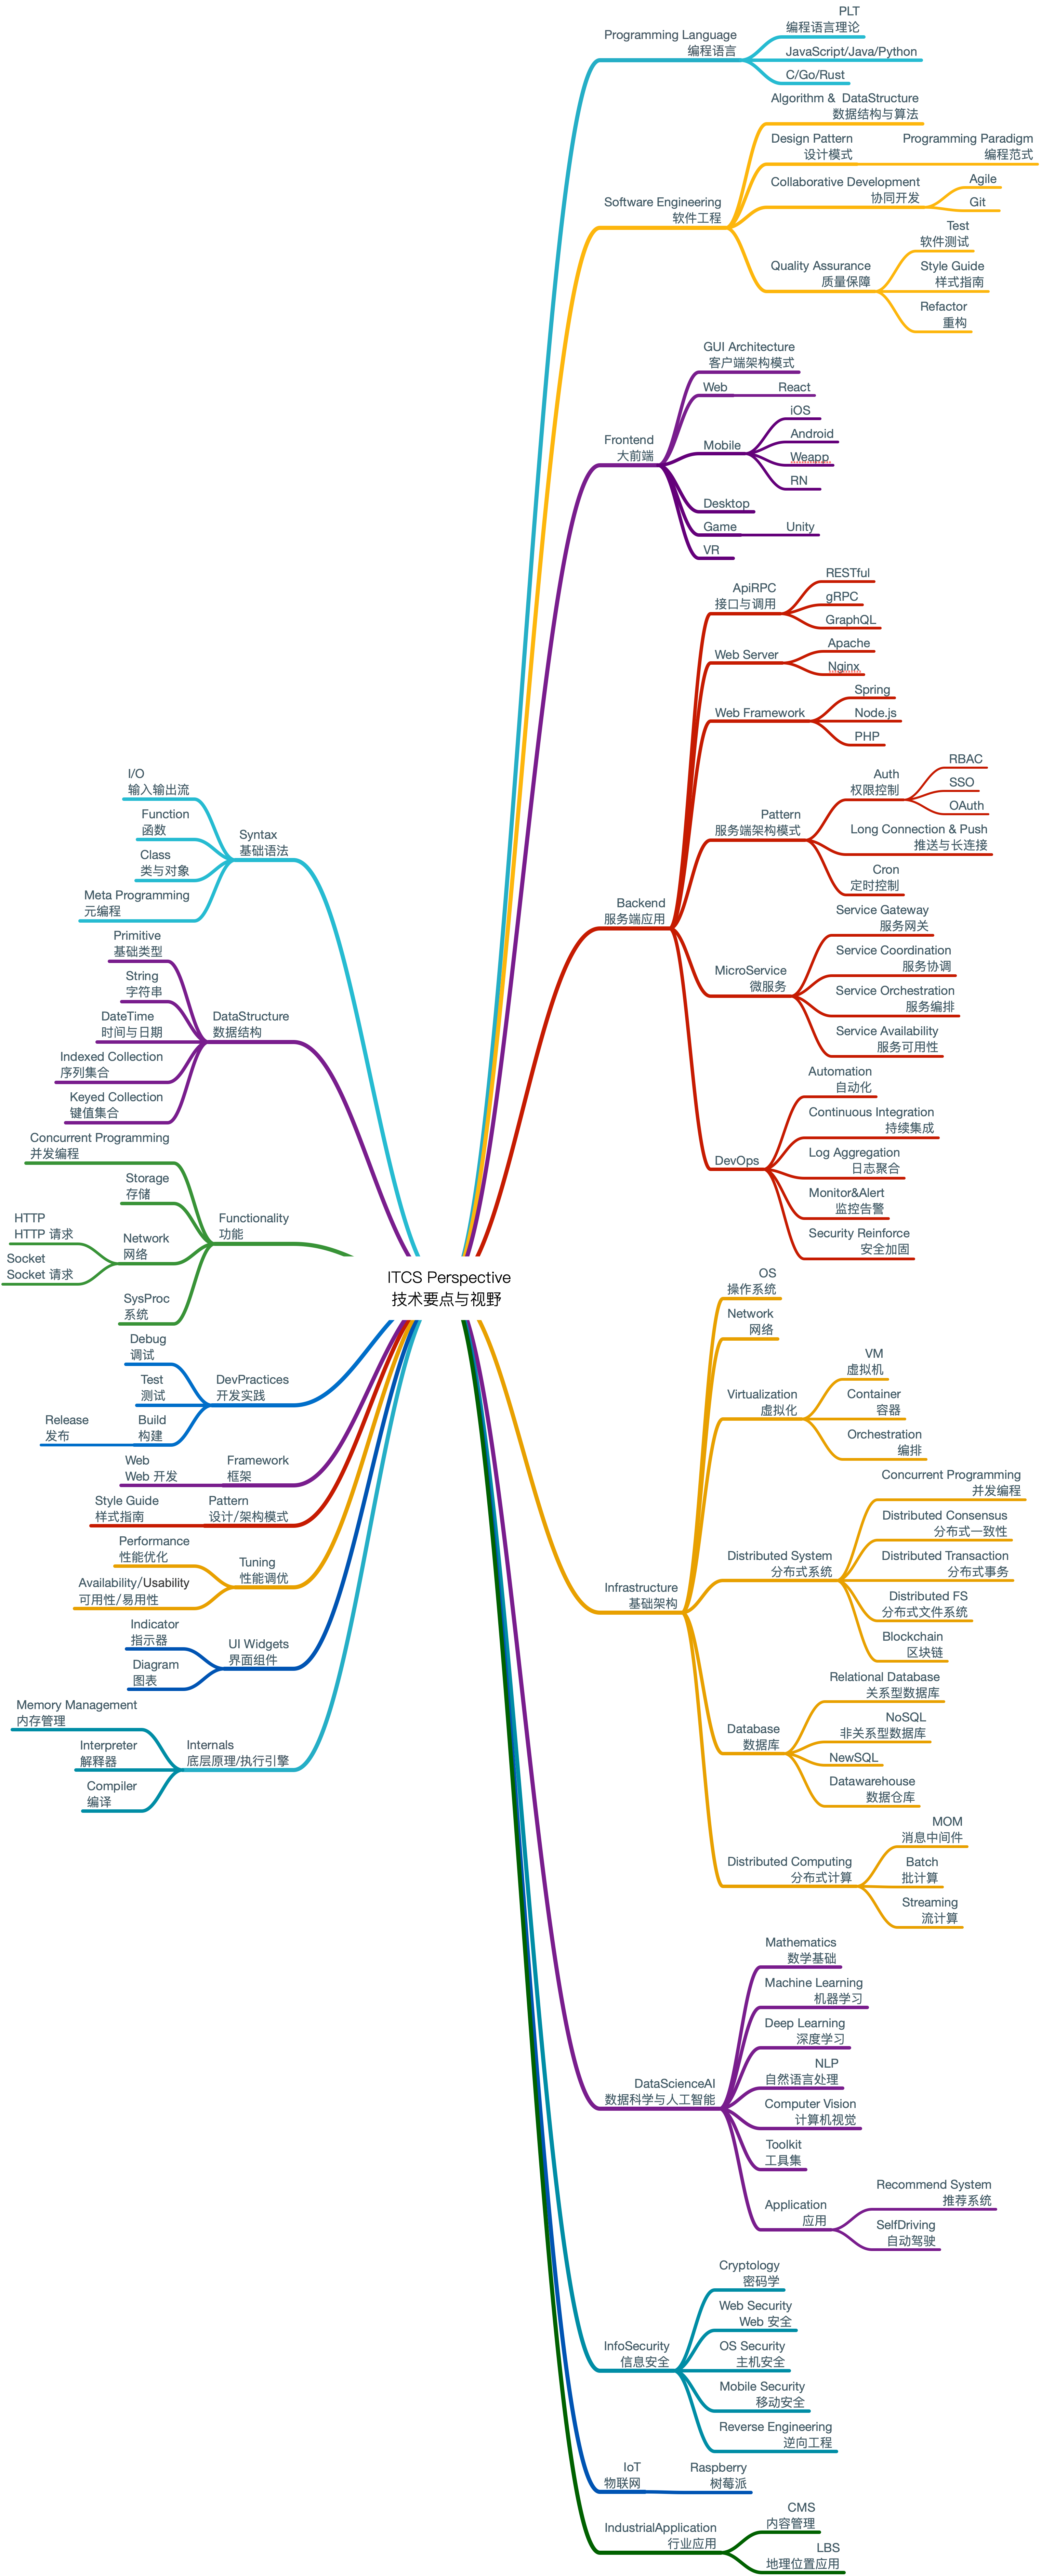 ITCS Perspective
技术要点与视野
Programming Language
编程语言
PLT
编程语言理论
JavaScript/Java/Python
C/Go/Rust
Software Engineering
软件工程
Algorithm & DataStructure
数据结构与算法
Design Pattern
设计模式
Programming Paradigm
编程范式
Collaborative Development
协同开发
Agile
Git
Quality Assurance
质量保障
Test
软件测试
Style Guide
样式指南
Refactor
重构
Frontend
大前端
GUI Architecture
客户端架构模式
Web
React
Mobile
iOS
Android
Weapp
RN
Desktop
Game
Unity
VR
Backend
服务端应用
ApiRPC
接口与调用
RESTful
gRPC
GraphQL
Web Server
Apache
Nginx
Web Framework
Spring
Node.js
PHP
Pattern
服务端架构模式
Auth
权限控制
RBAC
SSO
OAuth
Long Connection & Push
推送与长连接
Cron
定时控制
MicroService
微服务
Service Gateway
服务网关
Service Coordination
服务协调
Service Orchestration
服务编排
Service Availability
服务可用性
DevOps
Automation
自动化
Continuous Integration
持续集成
Log Aggregation
日志聚合
Monitor&Alert
监控告警
Security Reinforce
安全加固
Infrastructure
基础架构
OS
操作系统
Network
网络
Virtualization
虚拟化
VM
虚拟机
Container
容器
Orchestration
编排
Distributed System
分布式系统
Concurrent Programming
并发编程
Distributed Consensus
分布式一致性
Distributed Transaction
分布式事务
Distributed FS
分布式文件系统
Blockchain
区块链
Database
数据库
Relational Database
关系型数据库
NoSQL
非关系型数据库
NewSQL
Datawarehouse
数据仓库
Distributed Computing
分布式计算
MOM
消息中间件
Batch
批计算
Streaming
流计算
DataScienceAI
数据科学与人工智能
Mathematics
数学基础
Machine Learning
机器学习
Deep Learning
深度学习
NLP
自然语言处理
Computer Vision
计算机视觉
Toolkit
工具集
Application
应用
Recommend System
推荐系统
SelfDriving
自动驾驶
InfoSecurity
信息安全
Cryptology
密码学
Web Security
Web 安全
OS Security
主机安全
Mobile Security
移动安全
Reverse Engineering
逆向工程
IoT
物联网
Raspberry
树莓派
IndustrialApplication
行业应用
CMS
内容管理
LBS
地理位置应用
Syntax
基础语法
I/O
输入输出流
Function
函数
Class
类与对象
Meta Programming
元编程
DataStructure
数据结构
Primitive
基础类型
String
字符串
DateTime
时间与日期
Indexed Collection
序列集合
Keyed Collection
键值集合
Functionality
功能
Concurrent Programming
并发编程
Storage
存储
Network
网络
HTTP
HTTP 请求
Socket
Socket 请求
SysProc
系统
DevPractices
开发实践
Debug
调试
Test
测试
Build
构建
Release
发布
Framework
框架
Web
Web 开发
Pattern
设计/架构模式
Style Guide
样式指南
Tuning
性能调优
Performance
性能优化
Availability/Usability
可用性/易用性
UI Widgets
界面组件
Indicator
指示器
Diagram
图表
Internals
底层原理/执行引擎
Memory Management
内存管理
Interpreter
解释器
Compiler
编译